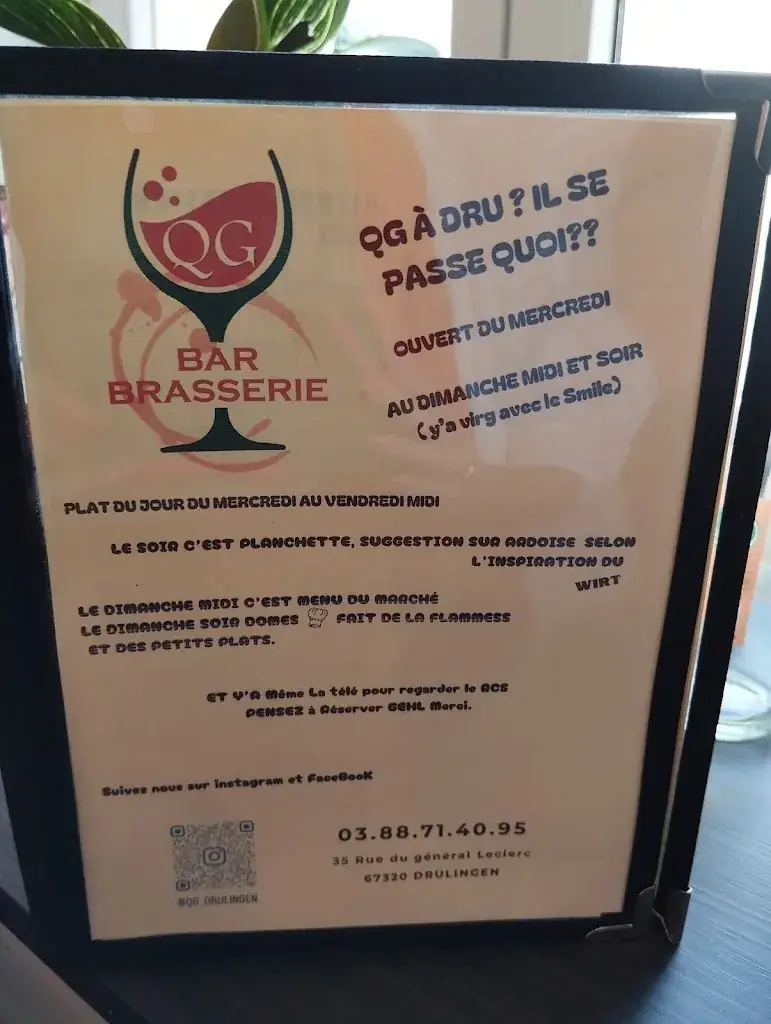 QG
BAR
BRASSERIE
QG À DRU ? IL SE
PASSE QUOI??
OUVERT DU MERCREDI
AU DIMANCHE MIDI ET SOIR
(y'a virg avec le Smile)
PLAT DU JOUR DU MERCREDI AU VENDREDI MIDI
LE SOIR C'EST PLANCHETTE, SUGGESTION SUR ARDOISE SELON
L'INSPIRATION DU
WIRT
LE DIMANCHE MIDI C'EST MENU DU MARCHÉ
LE DIMANCHE SOIR DOMES FAIT DE LA FLAMMESS
ET DES PETITS PLATS.
ET Y'A Même La télé pour regarder le RCS
PENSEZ à Réserver GEHL Merci.
Suivez nous sur instagram et FaceBooK
@QG_DRULINGEN
03.88.71.40.95
35 Rue du général Leclerc
67320 DRULINGEN